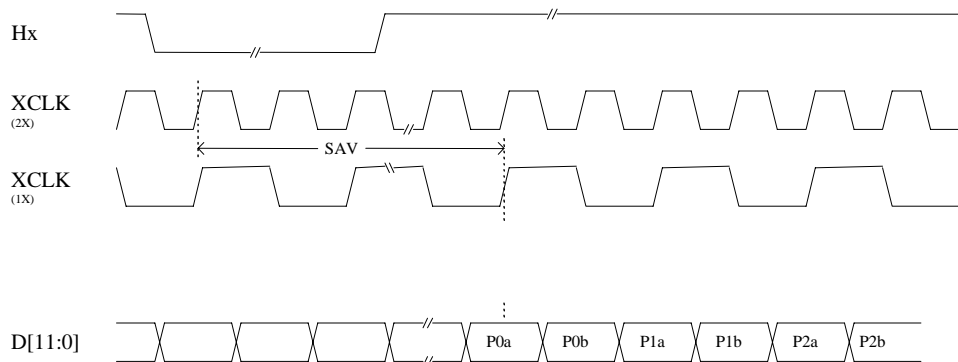 Hx
XCLK
(2X)
SAV
XCLK
(1X)
D[11:0]
P0a P0b P1a P1b P2a P2b